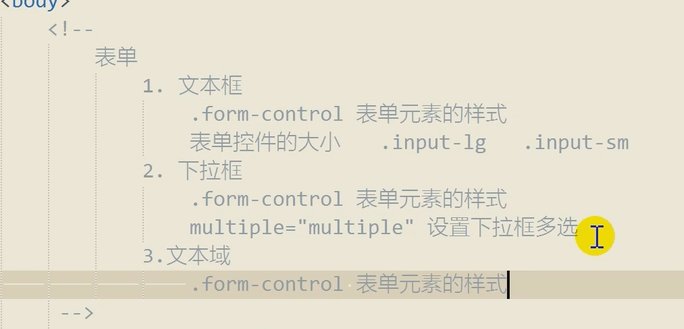 <body>
<!--
表单
1. 文本框
.form-control 表单元素的样式
表单控件的大小 .input-lg .input-sm
2. 下拉框
.form-control 表单元素的样式
multiple="multiple" 设置下拉框多选
3.文本域
.form-control 表单元素的样式
-->